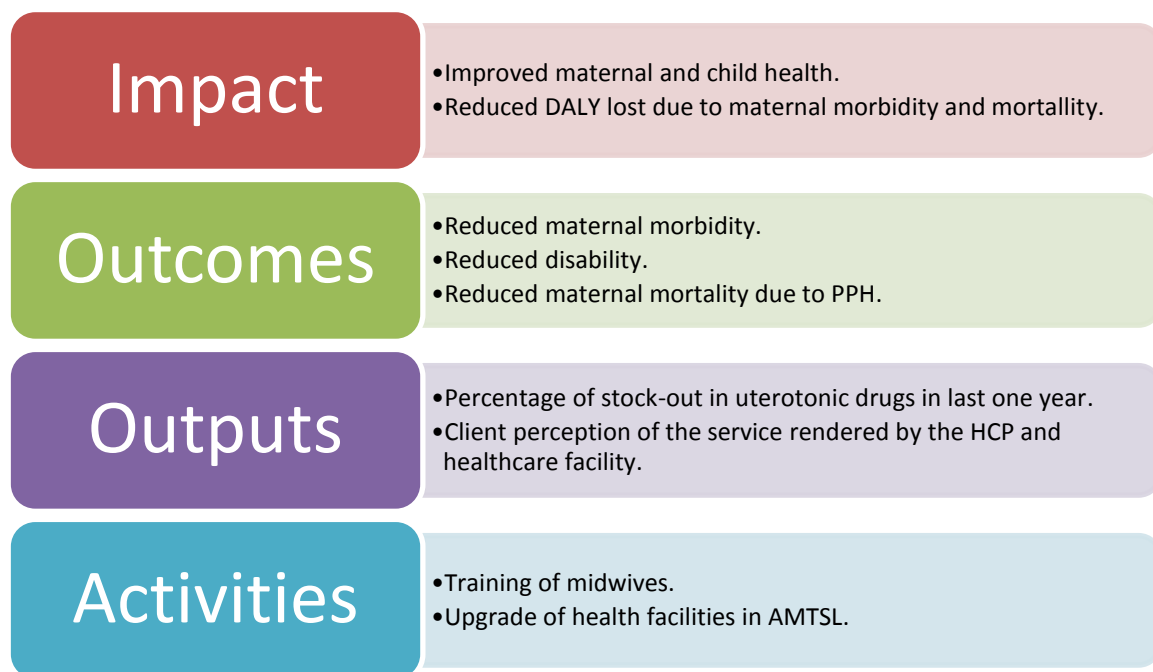 Impact
•Improved maternal and child health.
•Reduced DALY lost due to maternal morbidity and mortallity.
Outcomes
•Reduced maternal morbidity.
•Reduced disability.
•Reduced maternal mortality due to PPH.
Outputs
•Percentage of stock-out in uterotonic drugs in last one year.
•Client perception of the service rendered by the HCP and
healthcare facility.
Activities
•Training of midwives.
•Upgrade of health facilities in AMTSL.